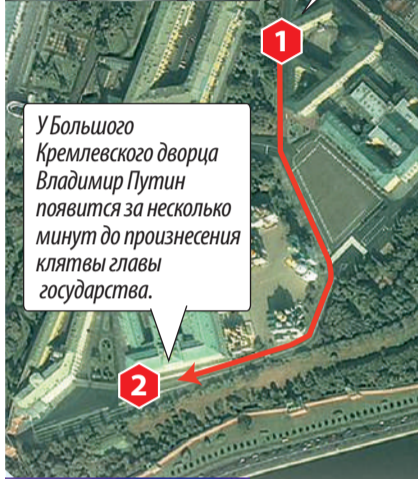 1
У Большого
Кремлевского дворца
Владимир Путин
появится за несколько
минут до произнесения
клятвы главы
государства.
2